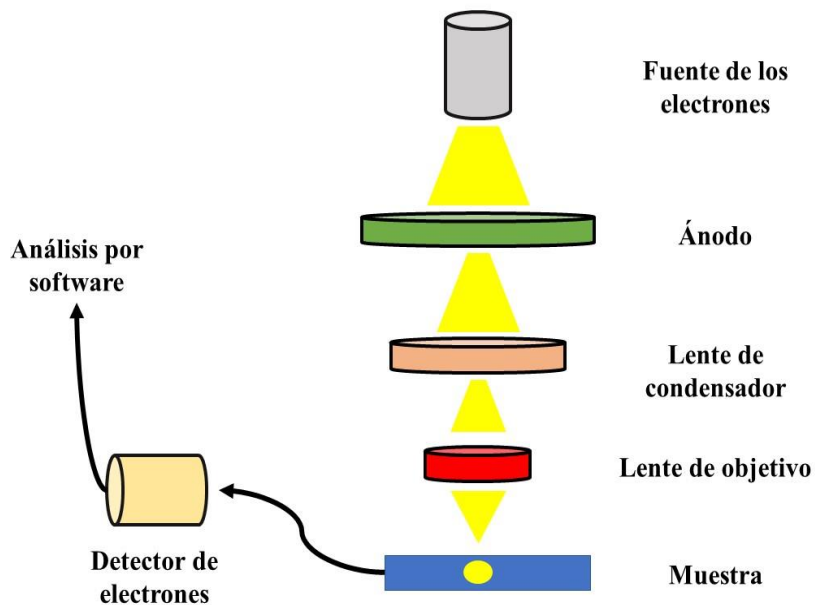 Fuente de los
electrones
Ánodo
Análisis por
software
Lente de
condensador
Lente de objetivo
Detector de
electrones
Muestra